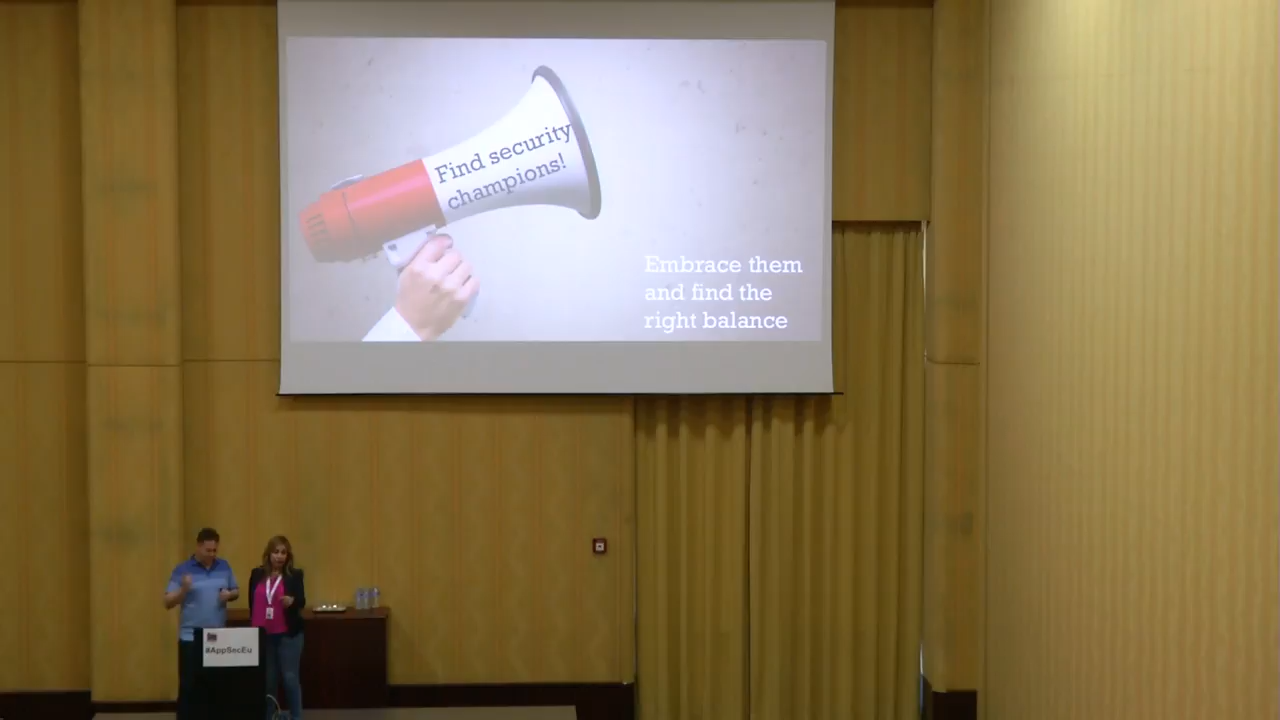 Find security
champions!
Embrace them
and find the
right balance
#AppSecEu